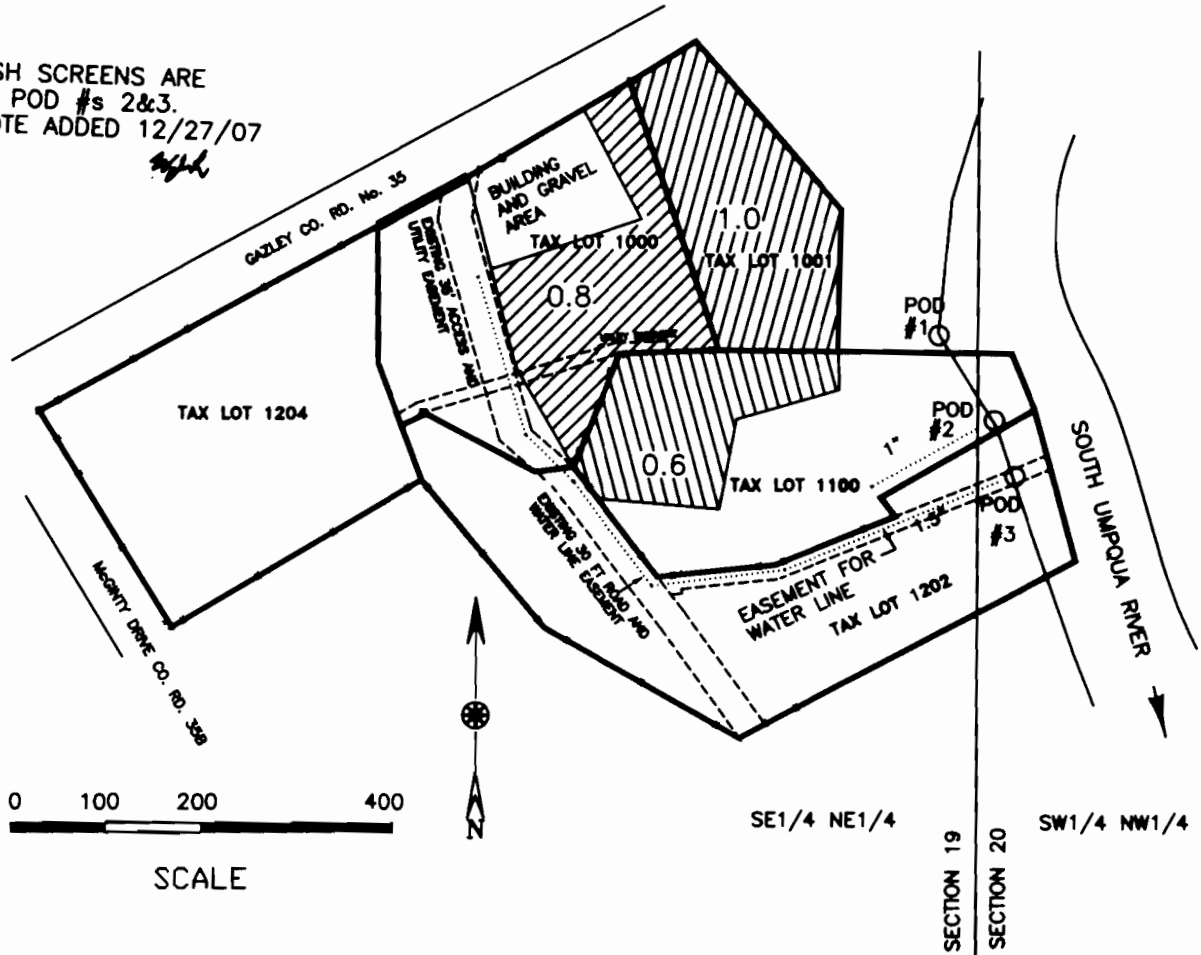 SH SCREENS ARE
POD #s 2&3.
OTE ADDED 12/27/07
GAZLEY CO. RD. No. 35
BUILDING
AND GRAVEL
AREA
TAX LOT 1000
1.0
TAX LOT 1001
0.8
EXISTING 35' ACCESS AND
UTILITY EASEMENT
POD
#1
TAX LOT 1204
POD
#2
1"
0.6
TAX LOT 1100
SOUTH UMPQUA RIVER
POD
#3
1.5"
EXISTING 35 FT ROAD AND
WATER LINE EASEMENT
EASEMENT FOR
WATER LINE
TAX LOT 1202
McGINTY DRIVE CO. RD. 35B
N
0 100 200 400
SCALE
SE1/4 NE1/4
SW1/4 NW1/4
SECTION 19
SECTION 20